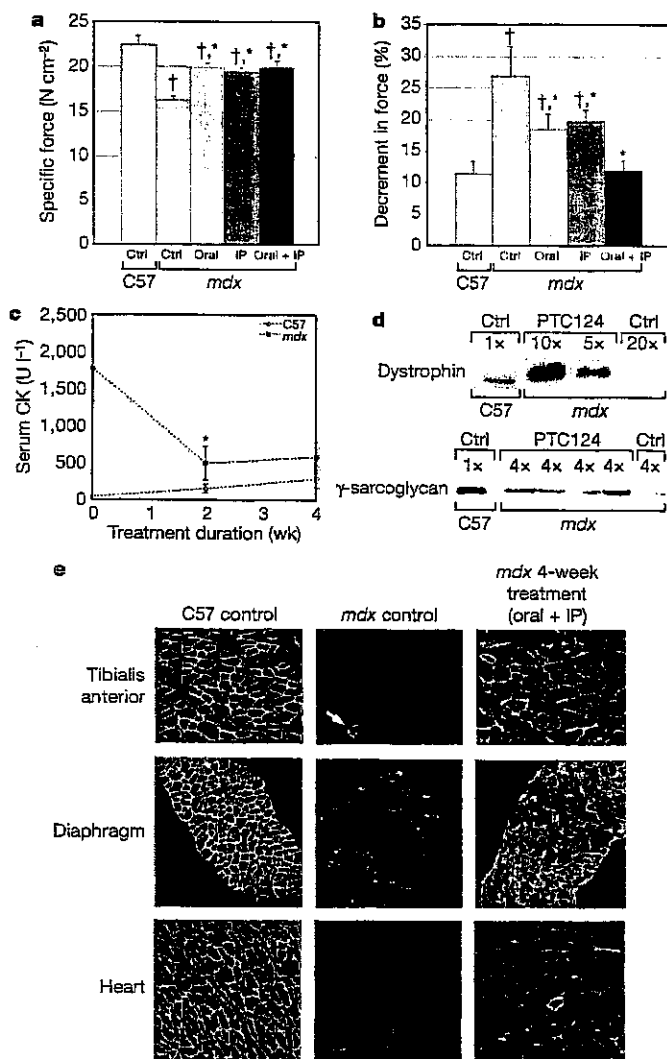 a
Specific force (N cm⁻²)
25
20
15
10
5
0
†
†,*
†,*
†,*
Ctrl Ctrl Oral IP Oral + IP
C57 mdx
b
Decrement in force (%)
40
35
30
25
20
15
10
5
0
†
†,*
†,*
*
Ctrl Ctrl Oral IP Oral + IP
C57 mdx
c
Serum CK (U l⁻¹)
2,500
2,000
1,500
1,000
500
0
C57
mdx
*
0 1 2 3 4
Treatment duration (wk)
d
Ctrl PTC124 Ctrl
1× 10× 5× 20×
Dystrophin
C57 mdx
Ctrl PTC124 Ctrl
1× 4× 4× 4× 4× 4×
γ-sarcoglycan
C57 mdx
e
C57 control
mdx control
mdx 4-week
treatment
(oral + IP)
Tibialis
anterior
Diaphragm
Heart